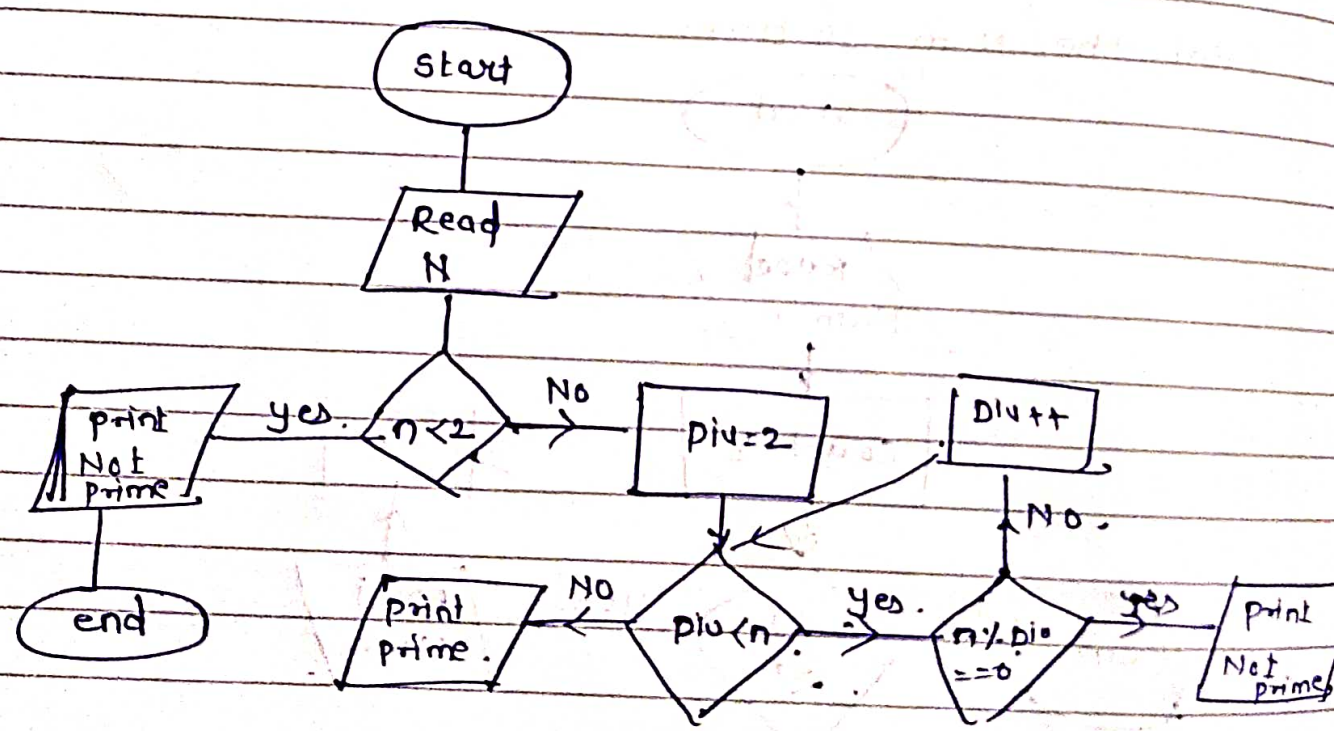 Start
Read
N
n<2
yes.
No
print
Not
prime
end
Div=2
Div++
No.
Div<n
NO
print
prime.
yes.
n%Div
==0
yes
print
Not
prime